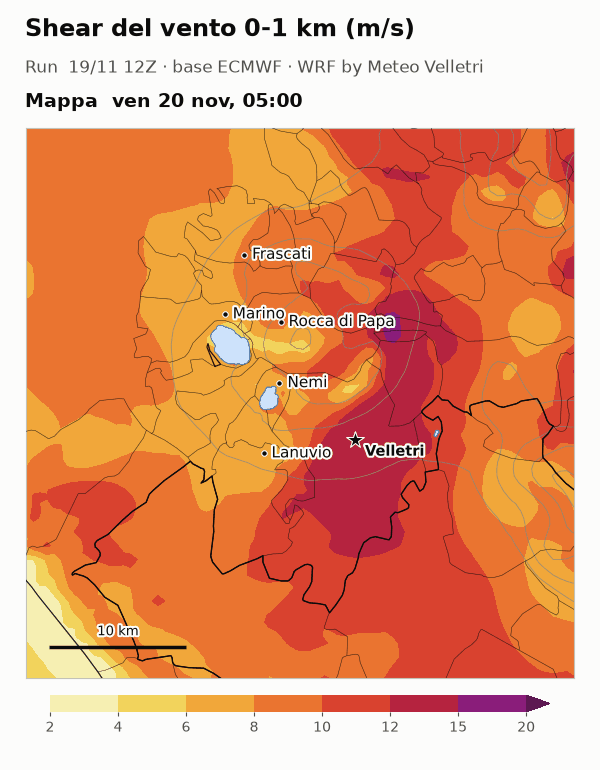 Shear del vento 0-1 km (m/s)
Run  19/11 12Z · base ECMWF · WRF by Meteo Velletri
Mappa  ven 20 nov, 05:00
Frascati
Marino
Rocca di Papa
Nemi
Velletri
Lanuvio
10 km
2 4 6 8 10 12 15 20